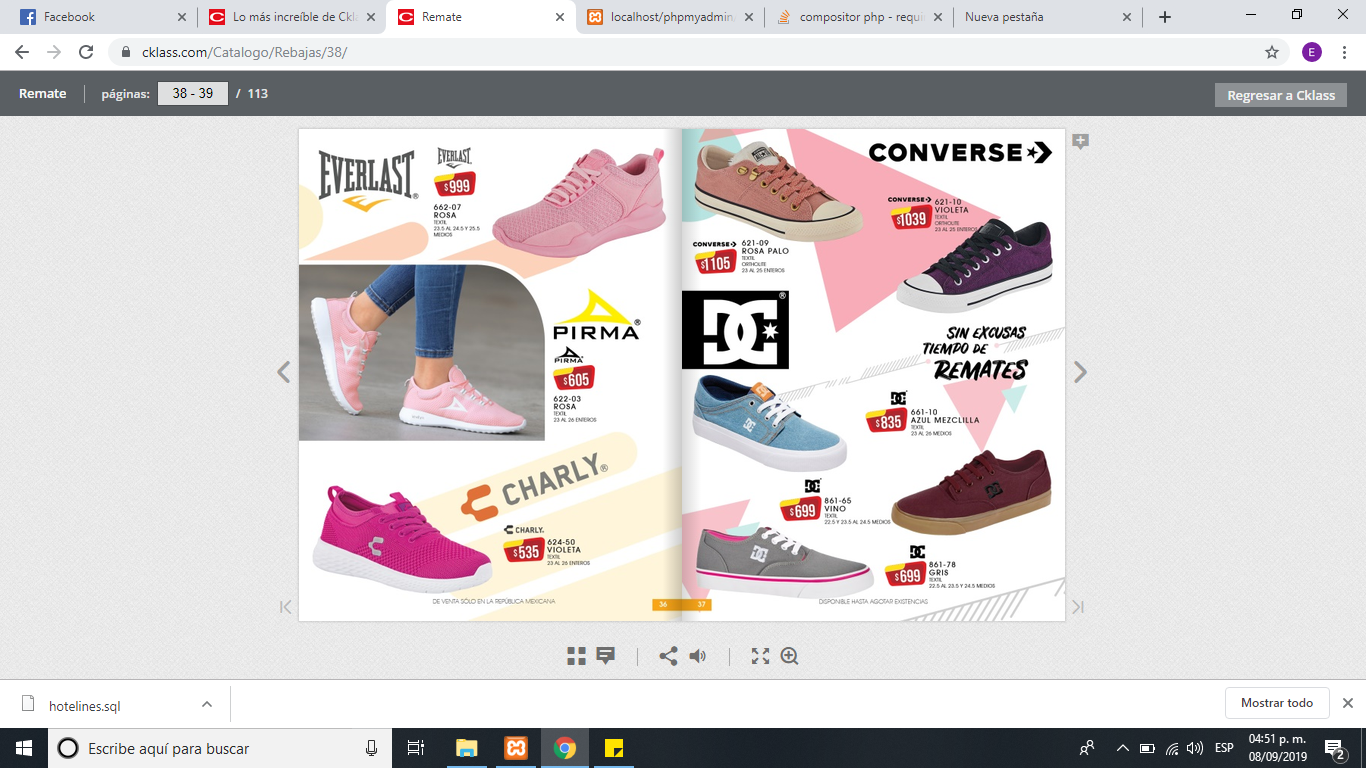 Facebook
Lo más increíble de Ckla
Remate
localhost/phpmyadmin
compositor php - requi
Nueva pestaña
cklass.com/Catalogo/Rebajas/38/
E
Remate
páginas:
38 - 39
/ 113
Regresar a Cklass
EVERLAST®
EVERLAST
$999
662-07
ROSA
TEXTIL
23.5 AL 24.5 Y 25.5
MEDIOS
PIRMA®
PIRMA
$605
622-03
ROSA
TEXTIL
23 AL 26 ENTEROS
CHARLY®
CHARLY.
$535
624-50
VIOLETA
TEXTIL
23 AL 26 ENTEROS
DE VENTA SÓLO EN LA REPÚBLICA MEXICANA
36
37
CONVERSE
CONVERSE
$1039
621-10
VIOLETA
TEXTIL
ORTHOLITE
23 AL 25 ENTEROS
CONVERSE
$1105
621-09
ROSA PALO
TEXTIL
ORTHOLITE
23 AL 25 ENTEROS
DC®
SIN EXCUSAS
TIEMPO DE
REMATES
DC
$835
661-10
AZUL MEZCLILLA
TEXTIL
23 AL 26 MEDIOS
DC
$699
861-65
VINO
TEXTIL
22.5 Y 23.5 AL 24.5 MEDIOS
DC
$699
861-78
GRIS
TEXTIL
22.5 AL 23.5 Y 24.5 MEDIOS
DISPONIBLE HASTA AGOTAR EXISTENCIAS
hotelines.sql
Mostrar todo
Escribe aquí para buscar
ESP
04:51 p. m.
08/09/2019
2